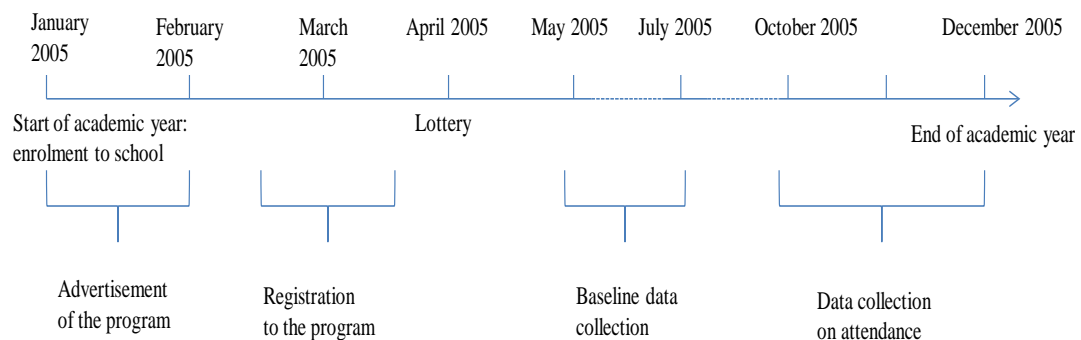 January
2005
February
2005
March
2005
April 2005
May 2005
July 2005
October 2005
December 2005
Start of academic year:
enrolment to school
Lottery
End of academic year
Advertisement
of the program
Registration
to the program
Baseline data
collection
Data collection
on attendance